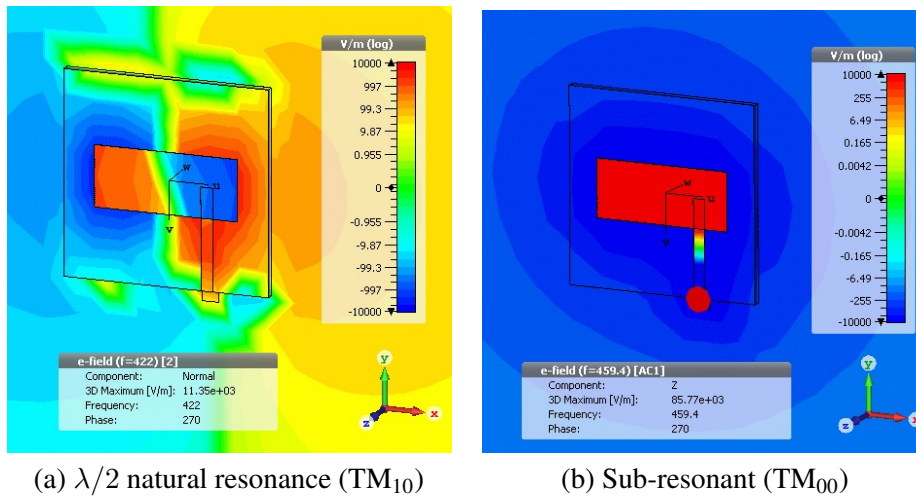 V/m (log)
10000
997
99.3
9.87
0.955
0
-0.955
-9.87
-99.3
-997
-10000
w
u
v
e-field (f=422) [2]
Component: Normal
3D Maximum [V/m]: 11.35e+03
Frequency: 422
Phase: 270
y
x
z
(a) λ/2 natural resonance (TM₁₀)
V/m (log)
10000
255
6.49
0.165
0.0042
0
-0.0042
-0.165
-6.49
-255
-10000
w
u
v
e-field (f=459.4) [AC1]
Component: Z
3D Maximum [V/m]: 85.77e+03
Frequency: 459.4
Phase: 270
y
x
z
(b) Sub-resonant (TM₀₀)